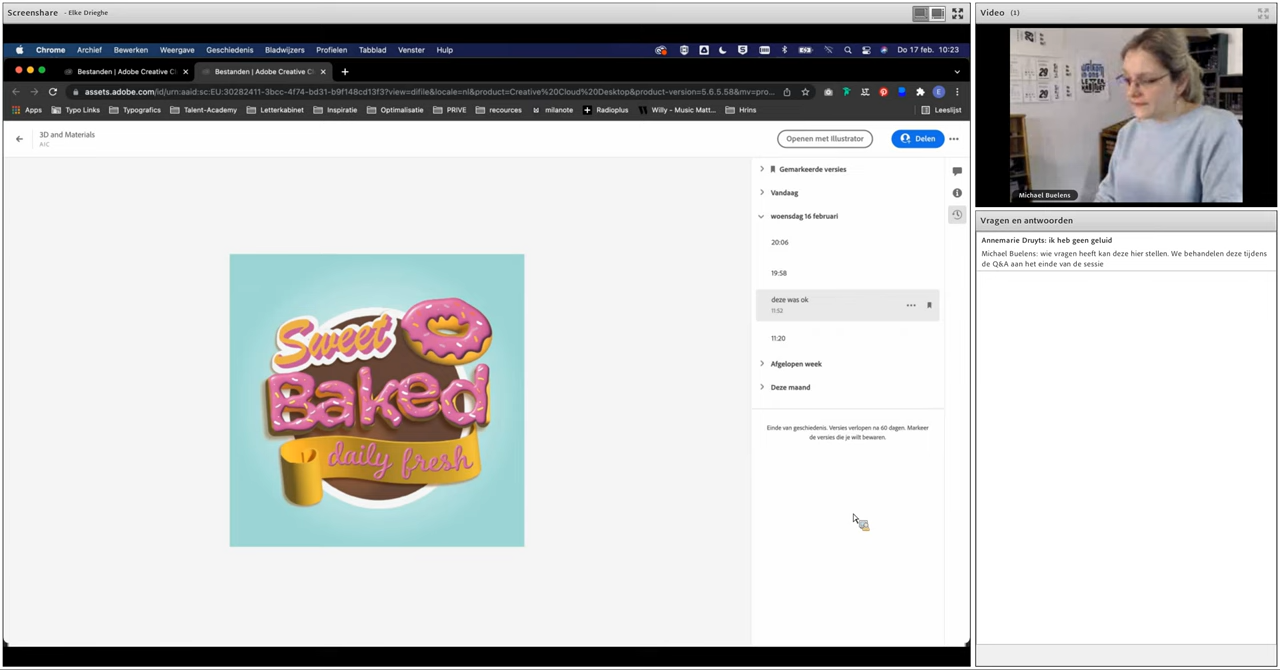 Screenshare - Elke Drieghe
Chrome Archief Bewerken Weergave Geschiedenis Bladwijzers Profielen Tabblad Venster Hulp
Do 17 feb. 10:23
Bestanden | Adobe Creative Cl
Bestanden | Adobe Creative C
assets.adobe.com/id/urn:aaid:sc:EU:30282411-3bcc-4f74-bd31-b9f148cd13f3?view=difile&locale=nl&product=Creative%20Cloud%20Desktop&product-version=5.6.5.58&mv=pro...
Apps Typo Links Typografics Talent-Academy Letterkabinet Inspiratie Optimalisatie PRIVE recources milanote Radioplus Willy - Music Matt... Hrins Leeslijst
3D and Materials
AIC
Openen met Illustrator
Delen
Sweet
Baked
daily fresh
Gemarkeerde versies
Vandaag
woensdag 16 februari
20:06
19:58
deze was ok
11:52
11:20
Afgelopen week
Deze maand
Einde van geschiedenis. Versies verlopen na 60 dagen. Markeer
de versies die je wilt bewaren.
Video (1)
Michael Buelens
Vragen en antwoorden
Annemarie Druyts: ik heb geen geluid
Michael Buelens: wie vragen heeft kan deze hier stellen. We behandelen deze tijdens
de Q&A aan het einde van de sessie